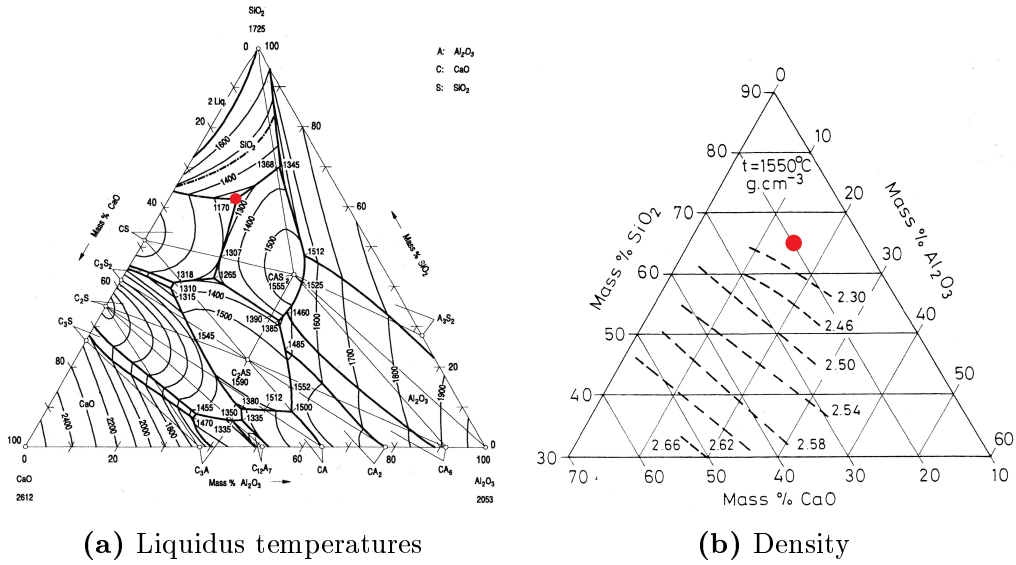 SiO₂
1725
0 100
A: Al₂O₃
C: CaO
S: SiO₂
2 Liq.
20
80
1600
SiO₂
1400
1368
1345
1170
1300
40
60
Mass % CaO
Mass % SiO₂
CS
1400
1500
1307
1512
C₃S₂
60
1318
1310
1315
1265
CAS₂
1555
1525
C₂S
1400
1500
1390
1385
1460
1600
C₃S
1545
1485
A₃S₂
1700
80
C₂AS
1590
1552
20
1800
CaO
1455
1470
1350
1335
1380
1335
1512
1500
Al₂O₃
1900
2400
2200
2000
1800
100
0
20
60
80
100
0
C₃A
C₁₂A₇
CA
CA₂
CA₆
Mass % Al₂O₃
CaO
2612
Al₂O₃
2053
(a) Liquidus temperatures
0
90
10
80
t=1550°C
g.cm⁻³
20
70
Mass % SiO₂
Mass % Al₂O₃
30
60
2.30
2.46
40
50
2.50
50
40
2.54
2.66
2.62
2.58
60
30
70
60
50
40
30
20
10
Mass % CaO
(b) Density